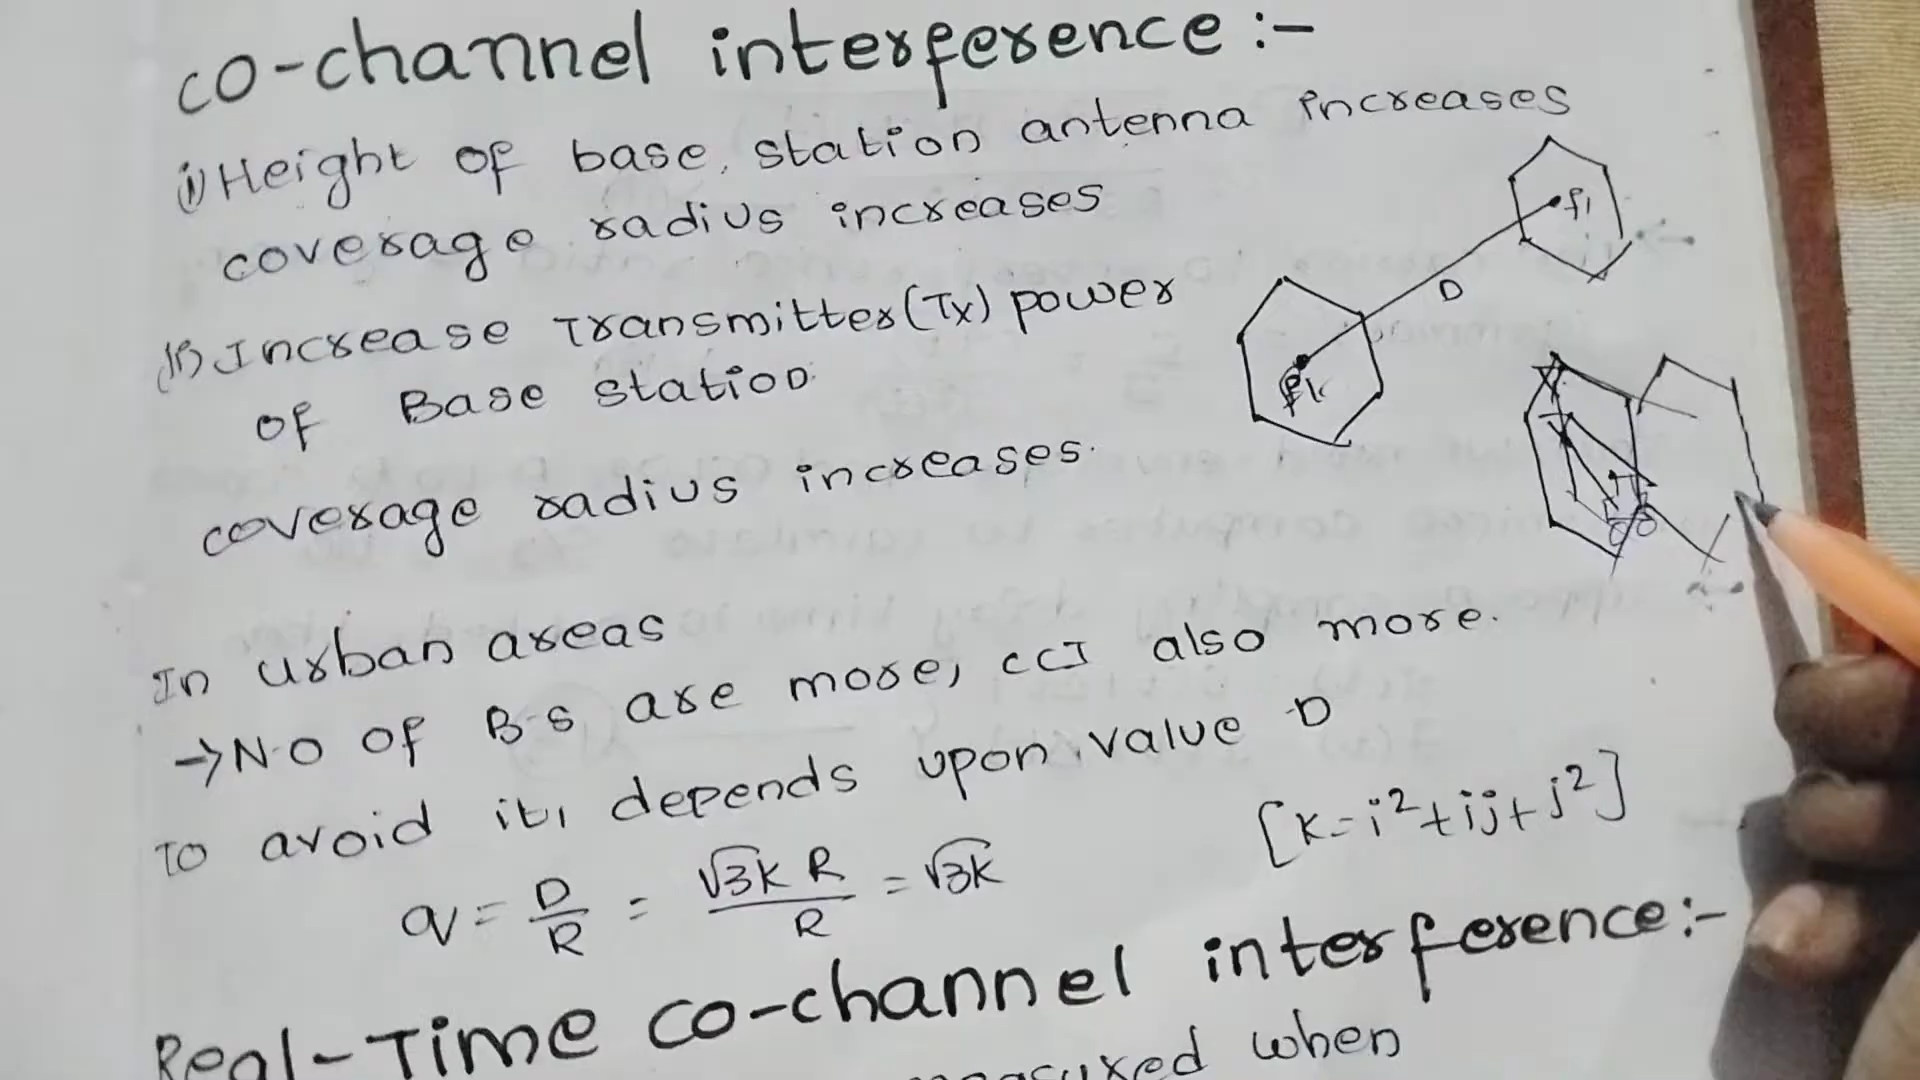 co-channel interference:-
i) Height of base station antenna increases
coverage radius increases
ii) Increase Transmitter(Tx) power
of Base station
coverage radius increases.
f1
D
fk
In urban areas
→ N.O of B.S are more, CCI also more.
To avoid it, depends upon value D
q = D/R = √3K R/R = √3K
[K=i²+ij+j²]
Real-Time co-channel interference:-
measured when